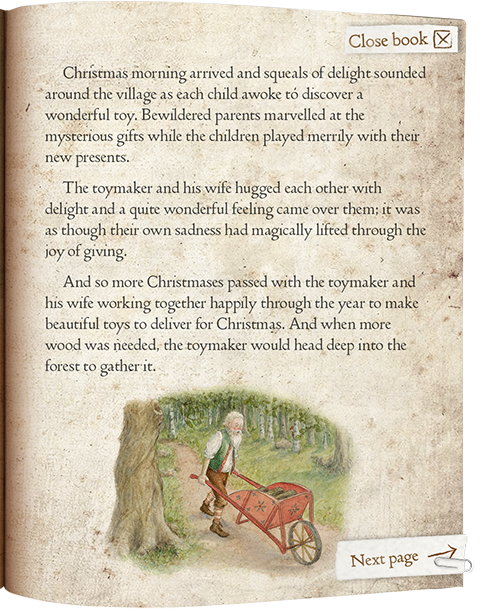 Close book
Christmas morning arrived and squeals of delight sounded
around the village as each child awoke to discover a
wonderful toy. Bewildered parents marvelled at the
mysterious gifts while the children played merrily with their
new presents.
The toymaker and his wife hugged each other with
delight and a quite wonderful feeling came over them; it was
as though their own sadness had magically lifted through the
joy of giving.
And so more Christmases passed with the toymaker and
his wife working together happily through the year to make
beautiful toys to deliver for Christmas. And when more
wood was needed, the toymaker would head deep into the
forest to gather it.
Next page